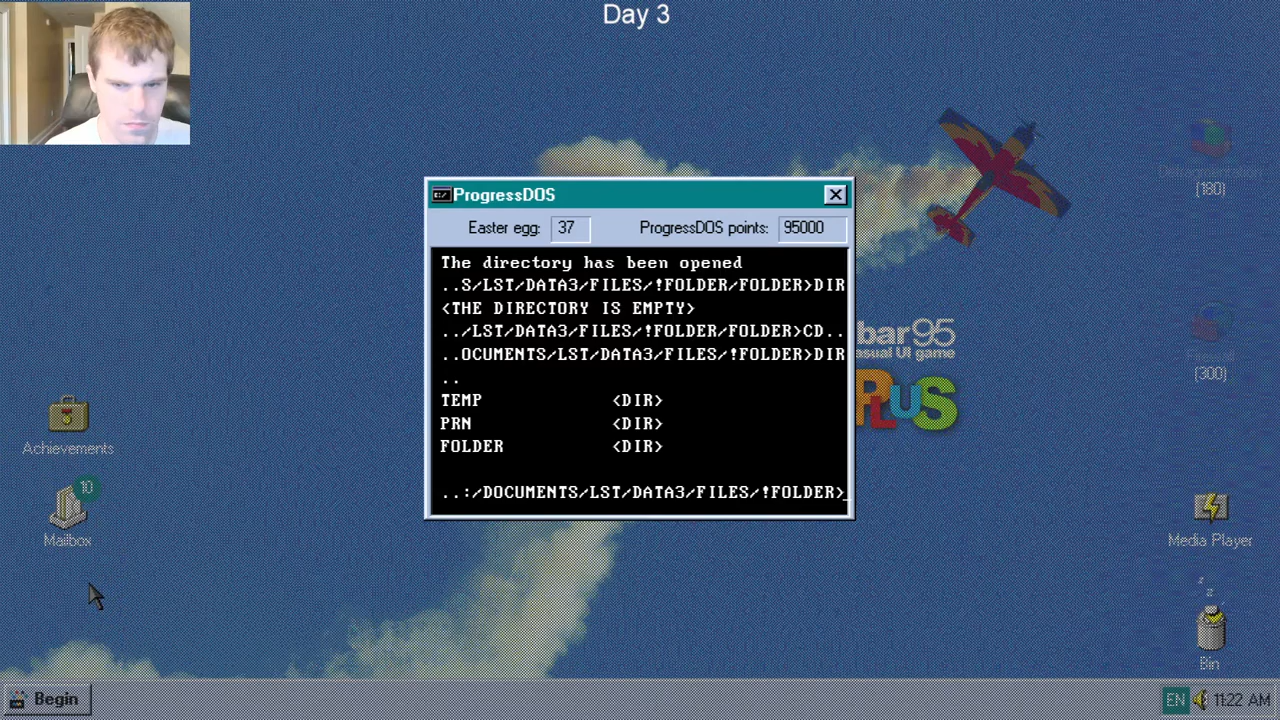 Day 3
ProgressDOS
Easter egg: 37 ProgressDOS points: 95000
The directory has been opened
..S/LST/DATA3/FILES/!FOLDER/FOLDER>DIR
<THE DIRECTORY IS EMPTY>
../LST/DATA3/FILES/!FOLDER/FOLDER>CD..
..OCUMENTS/LST/DATA3/FILES/!FOLDER>DIR
..
TEMP <DIR>
PRN <DIR>
FOLDER <DIR>
..:/DOCUMENTS/LST/DATA3/FILES/!FOLDER>_
bar95
asual UI game
PLUS
(180)
Firewall
(300)
Achievements
10
Mailbox
Media Player
z
z
Bin
Begin
EN 11:22 AM